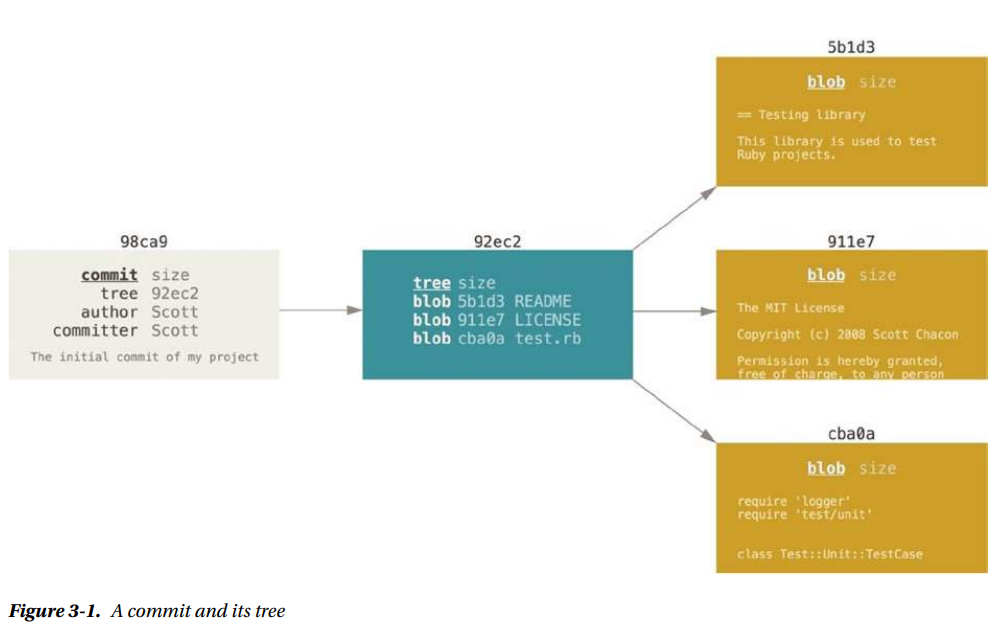 98ca9
commit size
tree 92ec2
author Scott
committer Scott
The initial commit of my project
92ec2
tree size
blob 5b1d3 README
blob 911e7 LICENSE
blob cba0a test.rb
5b1d3
blob size
== Testing library
This library is used to test
Ruby projects.
911e7
blob size
The MIT License
Copyright (c) 2008 Scott Chacon
Permission is hereby granted,
free of charge, to any person
cba0a
blob size
require 'logger'
require 'test/unit'
class Test::Unit::TestCase
Figure 3-1. A commit and its tree